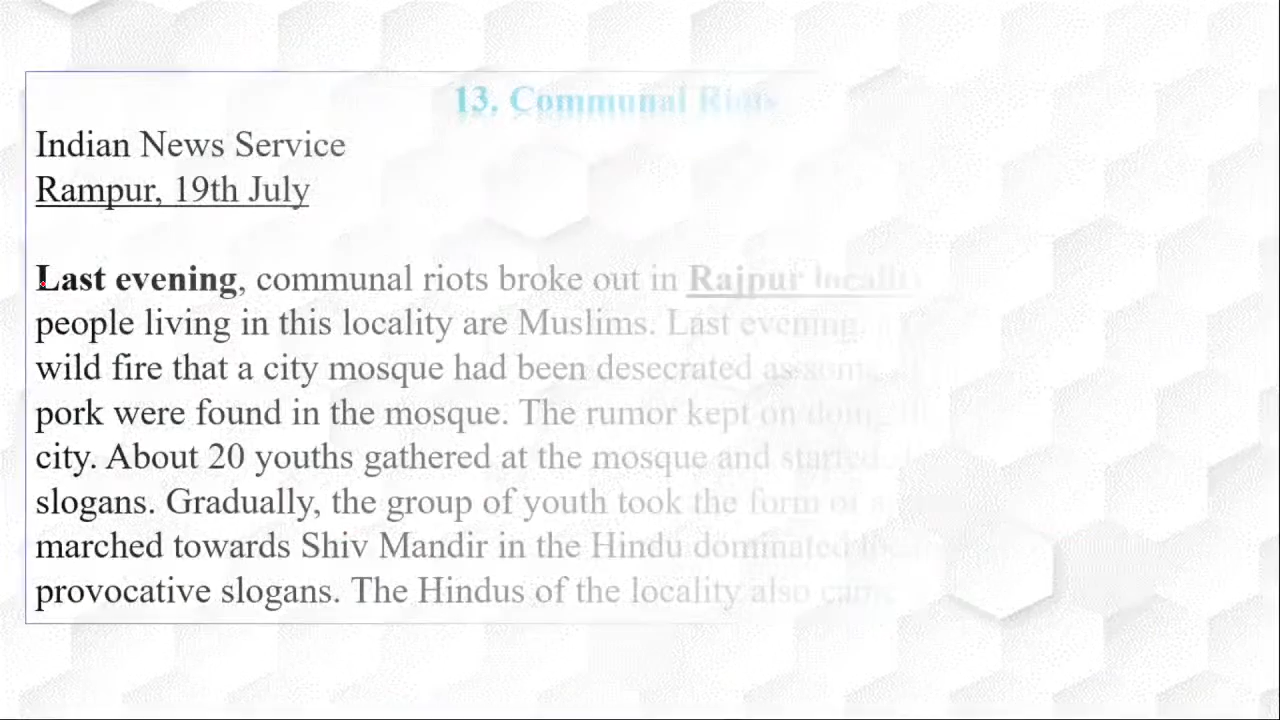 13. Communal Riots
Indian News Service
Rampur, 19th July
Last evening, communal riots broke out in Rajpur locality
people living in this locality are Muslims. Last evening,
wild fire that a city mosque had been desecrated as some
pork were found in the mosque. The rumor kept on doing
city. About 20 youths gathered at the mosque and started
slogans. Gradually, the group of youth took the form of a
marched towards Shiv Mandir in the Hindu dominated
provocative slogans. The Hindus of the locality also came